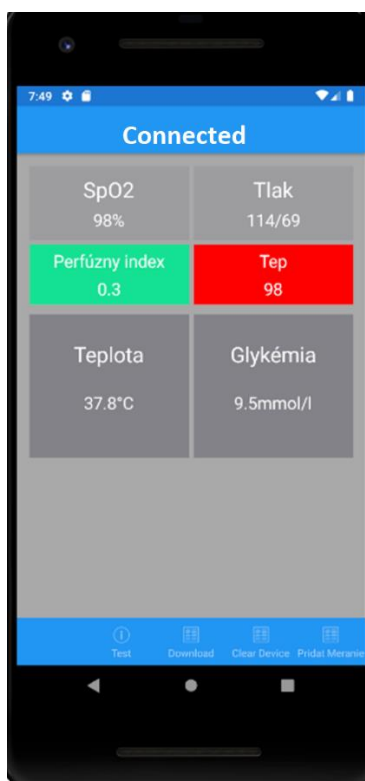 7:49
Connected
SpO2
98%
Tlak
114/69
Perfúzny index
0.3
Tep
98
Teplota
37.8°C
Glykémia
9.5mmol/l
Test
Download
Clear Device
Pridat Meranie